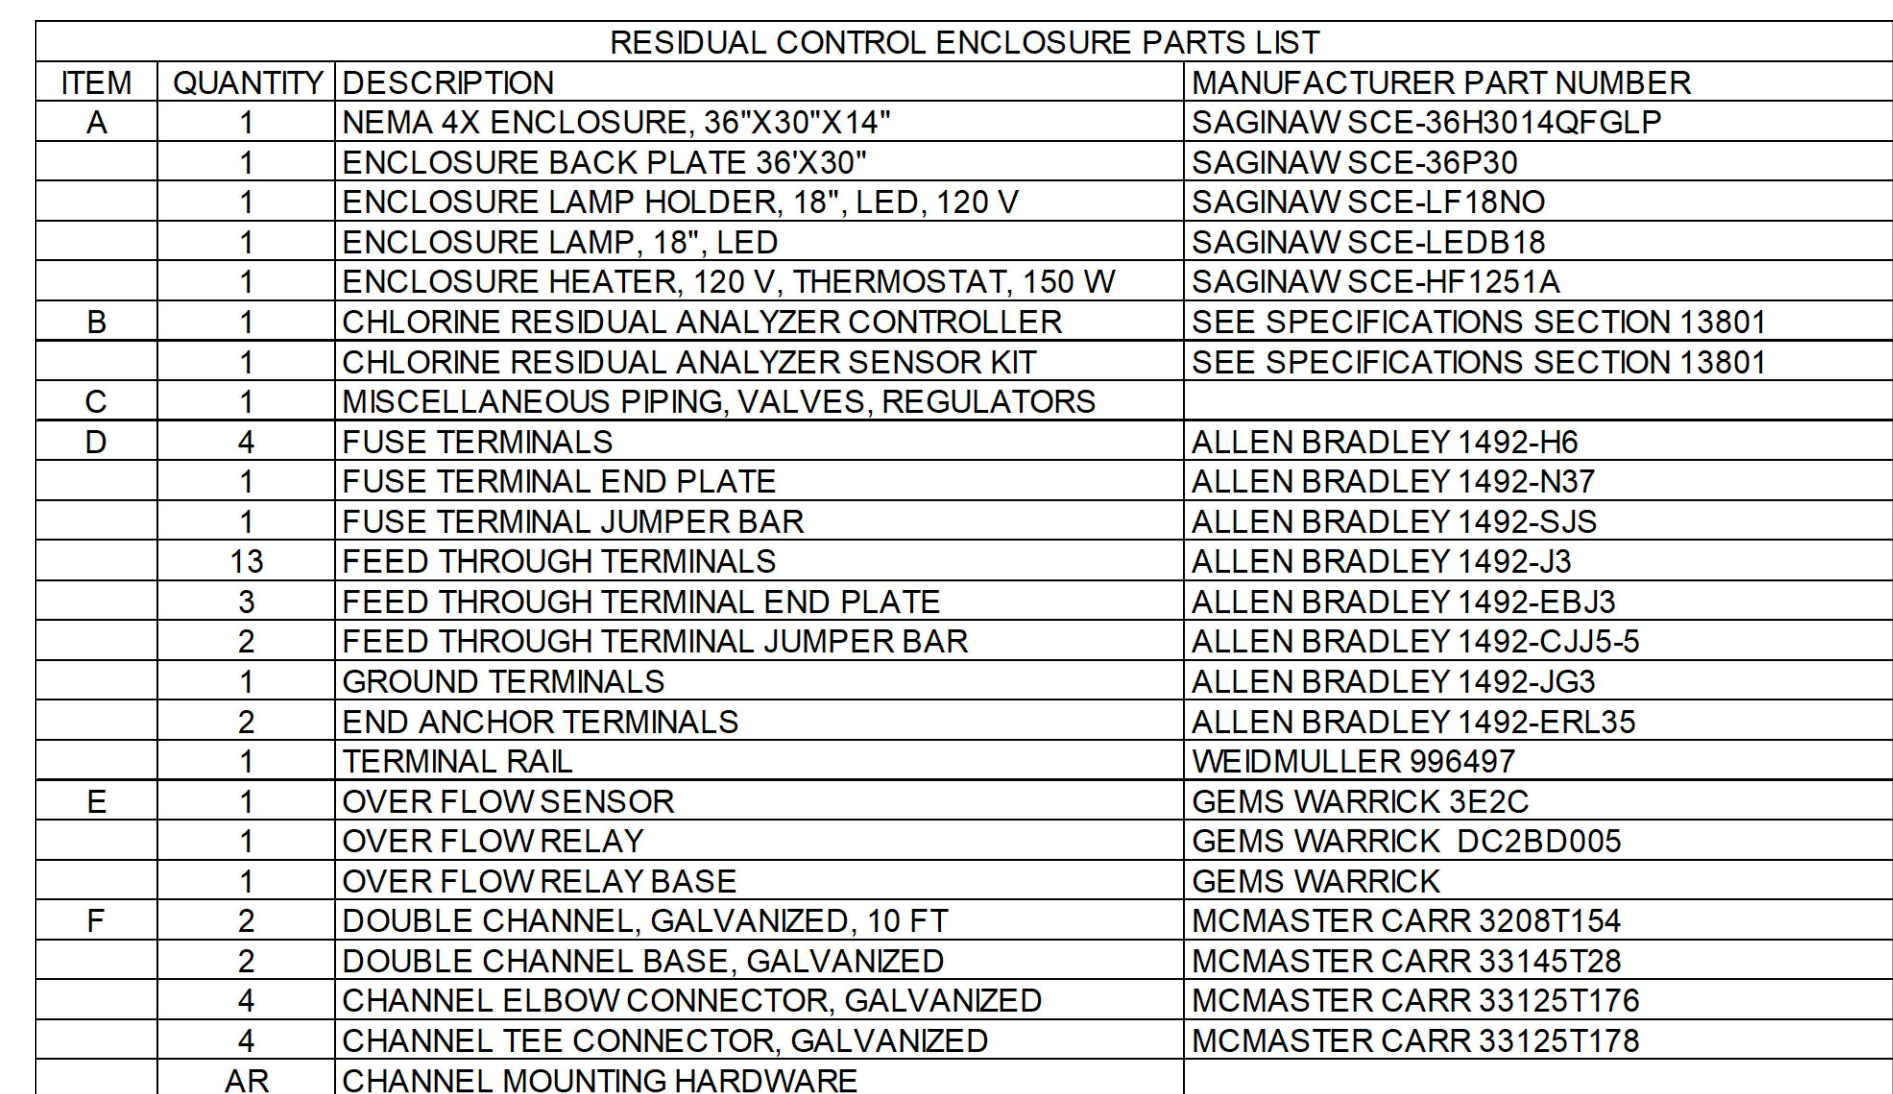 RESIDUAL CONTROL ENCLOSURE PARTS LIST
ITEM QUANTITY DESCRIPTION MANUFACTURER PART NUMBER
A 1 NEMA 4X ENCLOSURE, 36"X30"X14" SAGINAW SCE-36H3014QFGLP
1 ENCLOSURE BACK PLATE 36'X30" SAGINAW SCE-36P30
1 ENCLOSURE LAMP HOLDER, 18", LED, 120 V SAGINAW SCE-LF18NO
1 ENCLOSURE LAMP, 18", LED SAGINAW SCE-LEDB18
1 ENCLOSURE HEATER, 120 V, THERMOSTAT, 150 W SAGINAW SCE-HF1251A
B 1 CHLORINE RESIDUAL ANALYZER CONTROLLER SEE SPECIFICATIONS SECTION 13801
1 CHLORINE RESIDUAL ANALYZER SENSOR KIT SEE SPECIFICATIONS SECTION 13801
C 1 MISCELLANEOUS PIPING, VALVES, REGULATORS
D 4 FUSE TERMINALS ALLEN BRADLEY 1492-H6
1 FUSE TERMINAL END PLATE ALLEN BRADLEY 1492-N37
1 FUSE TERMINAL JUMPER BAR ALLEN BRADLEY 1492-SJS
13 FEED THROUGH TERMINALS ALLEN BRADLEY 1492-J3
3 FEED THROUGH TERMINAL END PLATE ALLEN BRADLEY 1492-EBJ3
2 FEED THROUGH TERMINAL JUMPER BAR ALLEN BRADLEY 1492-CJJ5-5
1 GROUND TERMINALS ALLEN BRADLEY 1492-JG3
2 END ANCHOR TERMINALS ALLEN BRADLEY 1492-ERL35
1 TERMINAL RAIL WEIDMULLER 996497
E 1 OVER FLOW SENSOR GEMS WARRICK 3E2C
1 OVER FLOW RELAY GEMS WARRICK DC2BD005
1 OVER FLOW RELAY BASE GEMS WARRICK
F 2 DOUBLE CHANNEL, GALVANIZED, 10 FT MCMASTER CARR 3208T154
2 DOUBLE CHANNEL BASE, GALVANIZED MCMASTER CARR 33145T28
4 CHANNEL ELBOW CONNECTOR, GALVANIZED MCMASTER CARR 33125T176
4 CHANNEL TEE CONNECTOR, GALVANIZED MCMASTER CARR 33125T178
AR CHANNEL MOUNTING HARDWARE